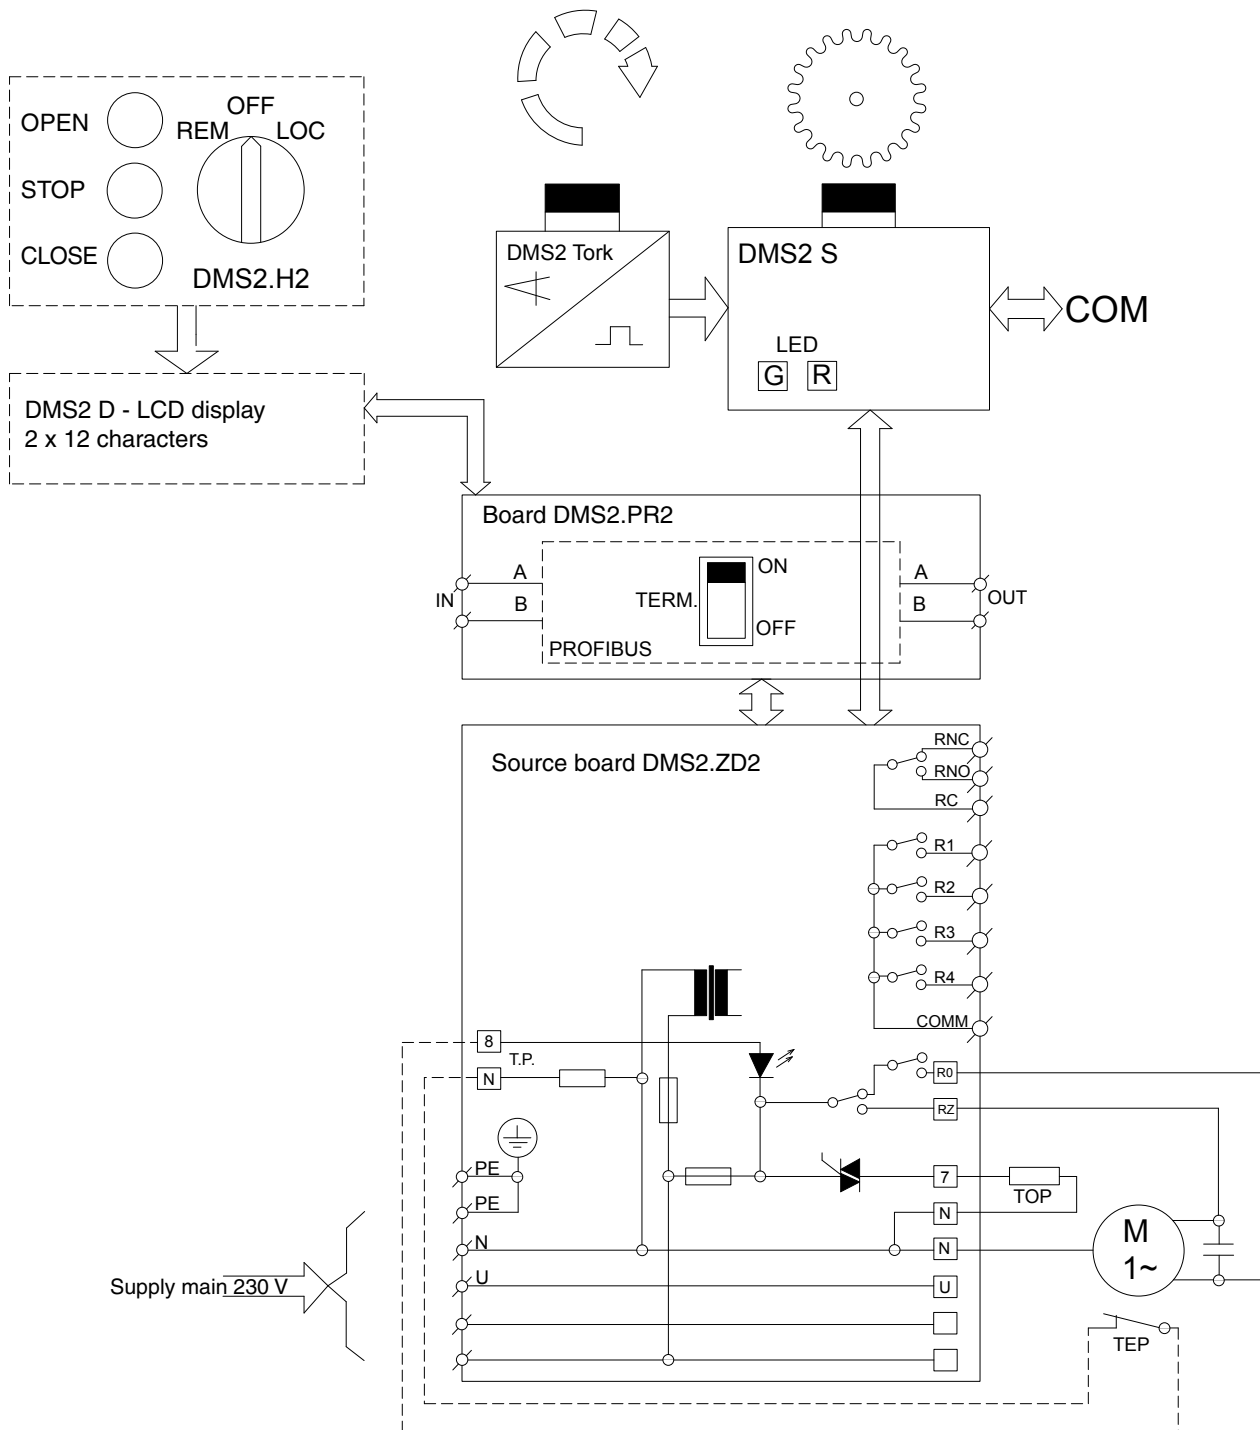 OPEN
STOP
CLOSE
OFF
REM LOC
DMS2.H2
DMS2 D - LCD display
2 x 12 characters
DMS2 Tork
DMS2 S
LED
G R
COM
Board DMS2.PR2
IN
A
B
TERM.
ON
OFF
PROFIBUS
A
B
OUT
Source board DMS2.ZD2
RNC
RNO
RC
R1
R2
R3
R4
COMM
8
T.P.
N
R0
RZ
PE
PE
7
TOP
N
N
N
U
U
Supply main 230 V
M
1~
TEP